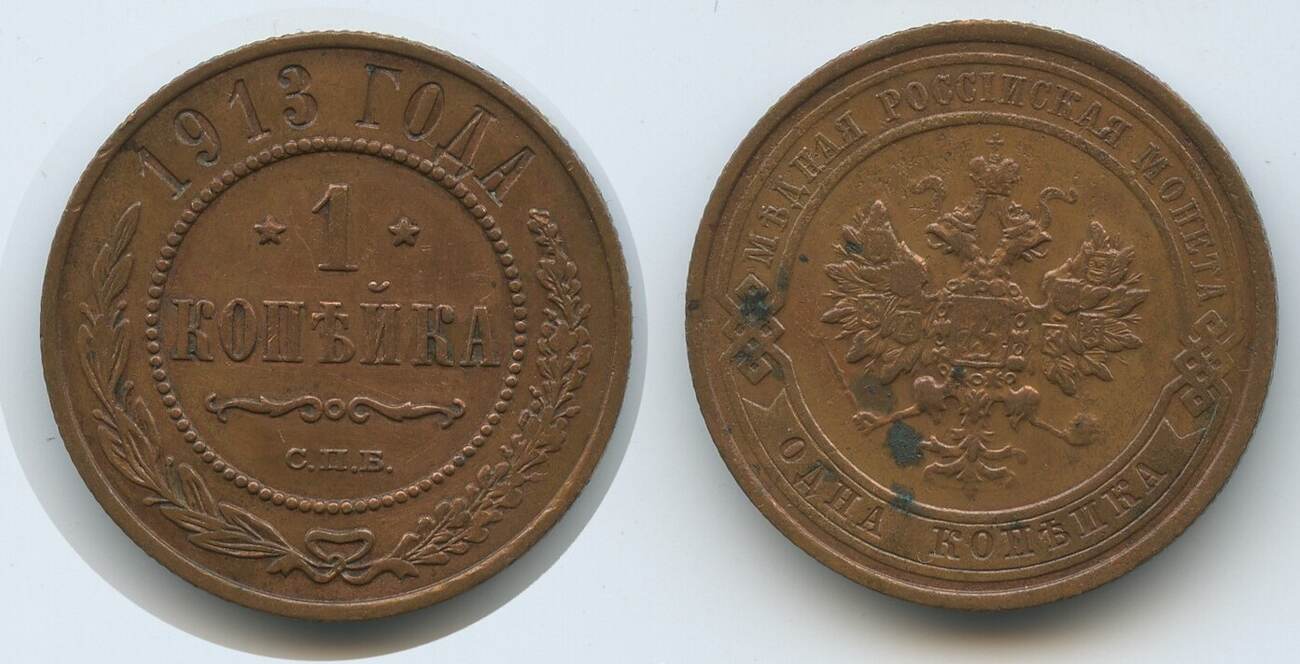 1913 ГОДА
1
КОПѢЙКА
С.П.Б.
МѢДНАЯ РОССІЙСКАЯ МОНЕТА
ОДНА КОПѢЙКА